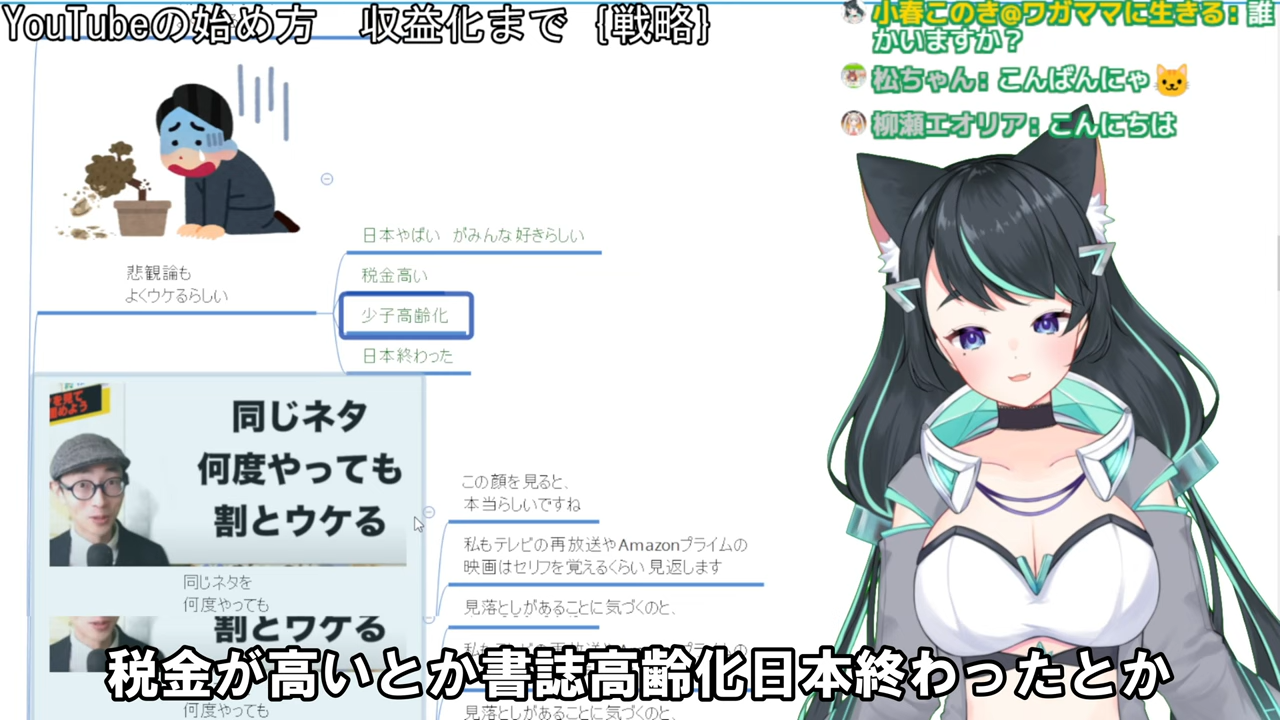 YouTubeの始め方　収益化まで {戦略}
小春このき@ワガママに生きる: 誰
かいますか？
松ちゃん: こんばんにゃ
柳瀬エオリア: こんにちは
日本やばい　がみんな好きらしい
悲観論も
よくウケるらしい
税金高い
少子高齢化
日本終わった
同じネタ
何度やっても
割とウケる
この顔を見ると、
本当らしいですね
私もテレビの再放送やAmazonプライムの
映画はセリフを覚えるくらい見返します
同じネタを
何度やっても
見落としがあることに気づくのと、
割とウケる
税金が高いとか書誌高齢化日本終わったとか
何度やっても
見落としがあることに気づくのと、